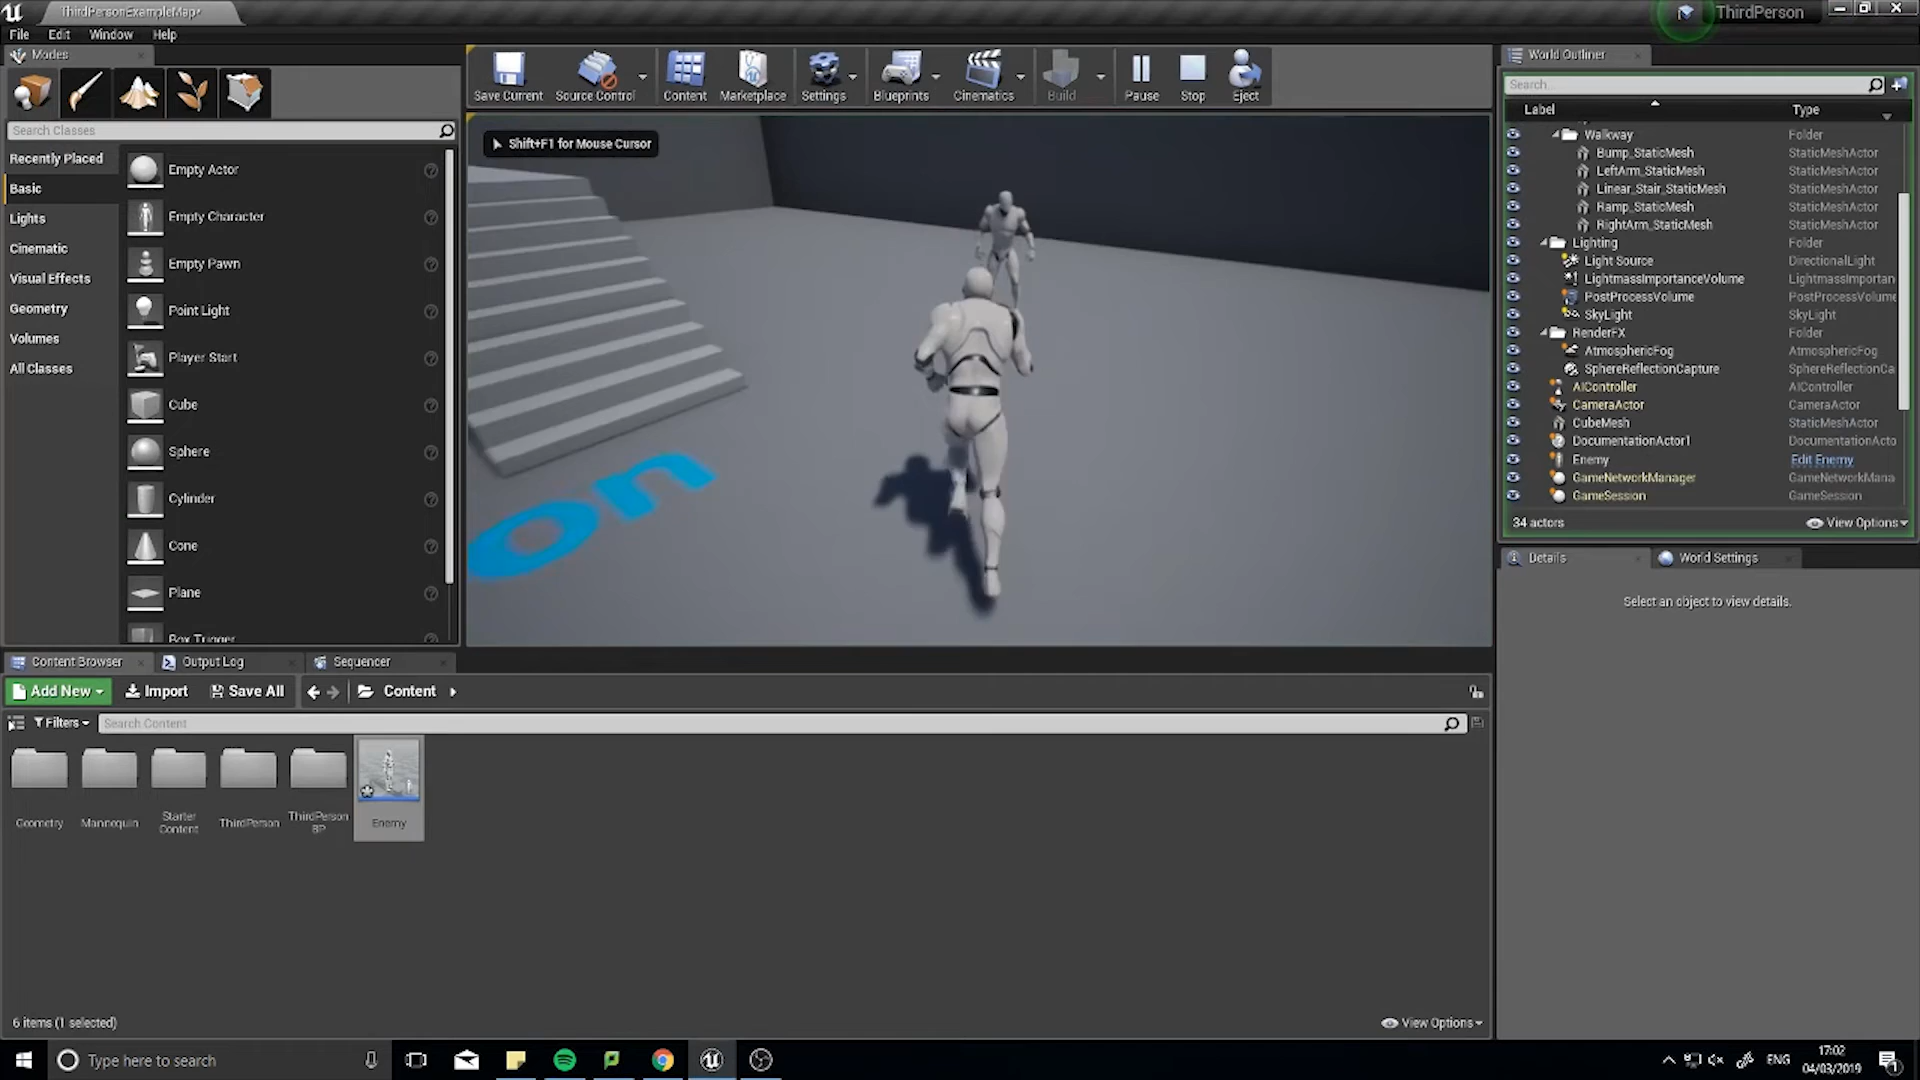 ThirdPersonExampleMap*
ThirdPerson
File Edit Window Help
Modes
Search Classes
Recently Placed
Basic
Lights
Cinematic
Visual Effects
Geometry
Volumes
All Classes
Empty Actor
Empty Character
Empty Pawn
Point Light
Player Start
Cube
Sphere
Cylinder
Cone
Plane
Box Trigger
Save Current Source Control Content Marketplace Settings Blueprints Cinematics Build Pause Stop Eject
Shift+F1 for Mouse Cursor
on
World Outliner
Search...
Label Type
Walkway Folder
Bump_StaticMesh StaticMeshActor
LeftArm_StaticMesh StaticMeshActor
Linear_Stair_StaticMesh StaticMeshActor
Ramp_StaticMesh StaticMeshActor
RightArm_StaticMesh StaticMeshActor
Lighting Folder
Light Source DirectionalLight
LightmassImportanceVolume LightmassImportan
PostProcessVolume PostProcessVolume
SkyLight SkyLight
RenderFX Folder
AtmosphericFog AtmosphericFog
SphereReflectionCapture SphereReflectionCa
AIController AIController
CameraActor CameraActor
CubeMesh StaticMeshActor
DocumentationActor1 DocumentationActo
Enemy Edit Enemy
GameNetworkManager GameNetworkMana
GameSession GameSession
34 actors View Options
Details World Settings
Select an object to view details.
Content Browser Output Log Sequencer
Add New Import Save All Content
Filters Search Content
Geometry
Mannequin
Starter
Content
ThirdPerson
ThirdPerson
BP
Enemy
6 items (1 selected) View Options
Type here to search
ENG
17:02
04/03/2019
1